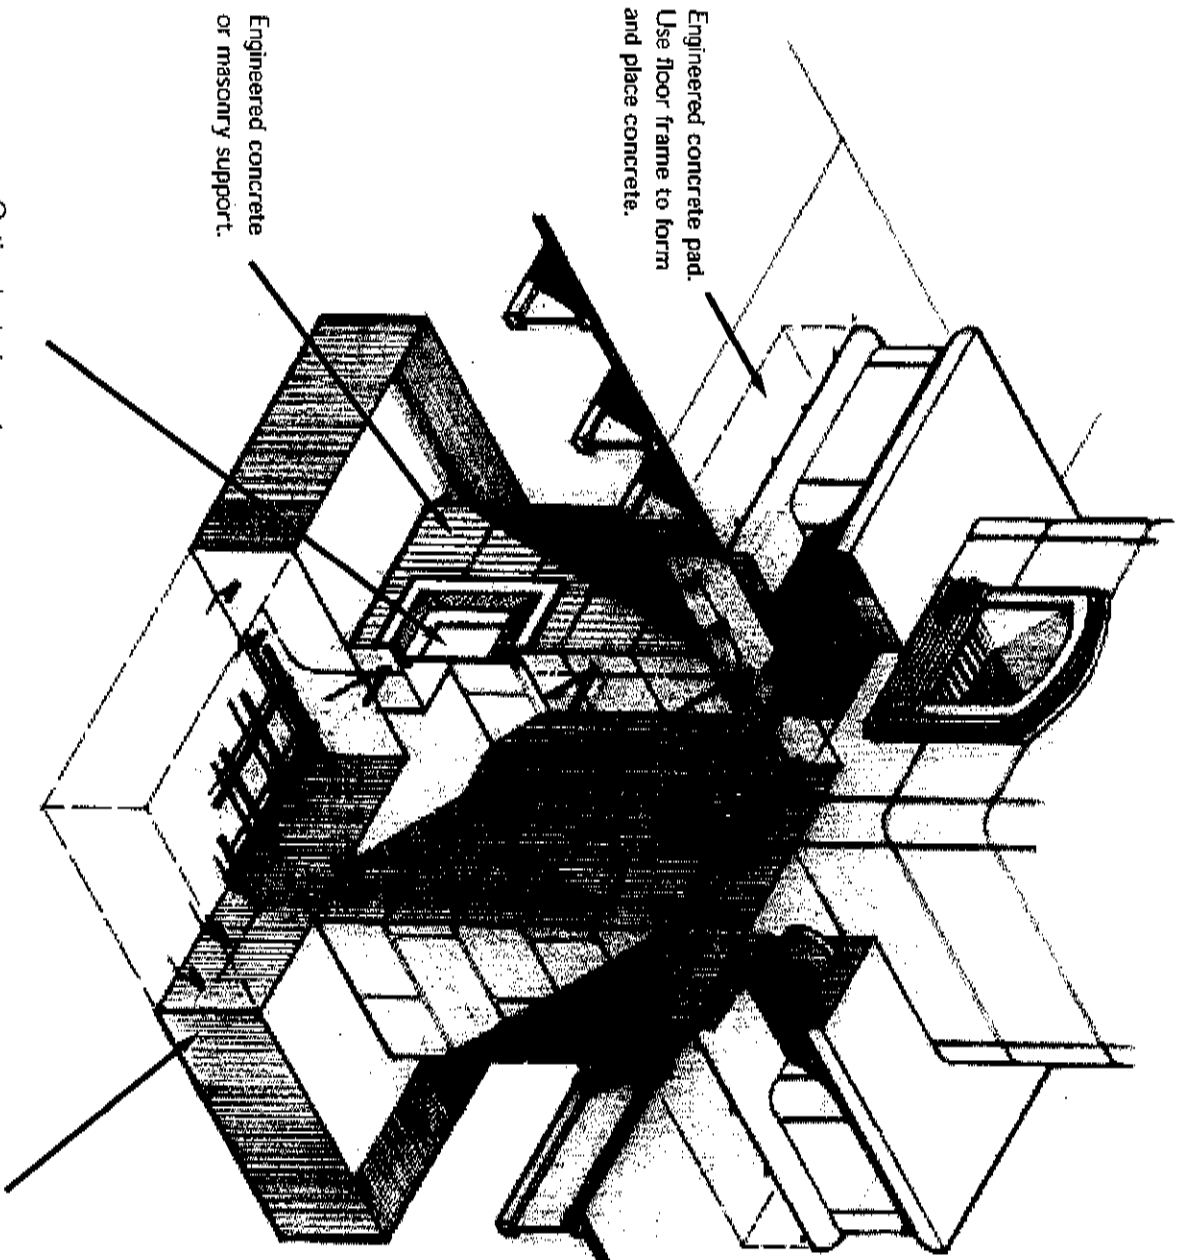 Engineered concrete pad.
Use floor frame to form
and place concrete.
Engineered concrete
or masonry support.